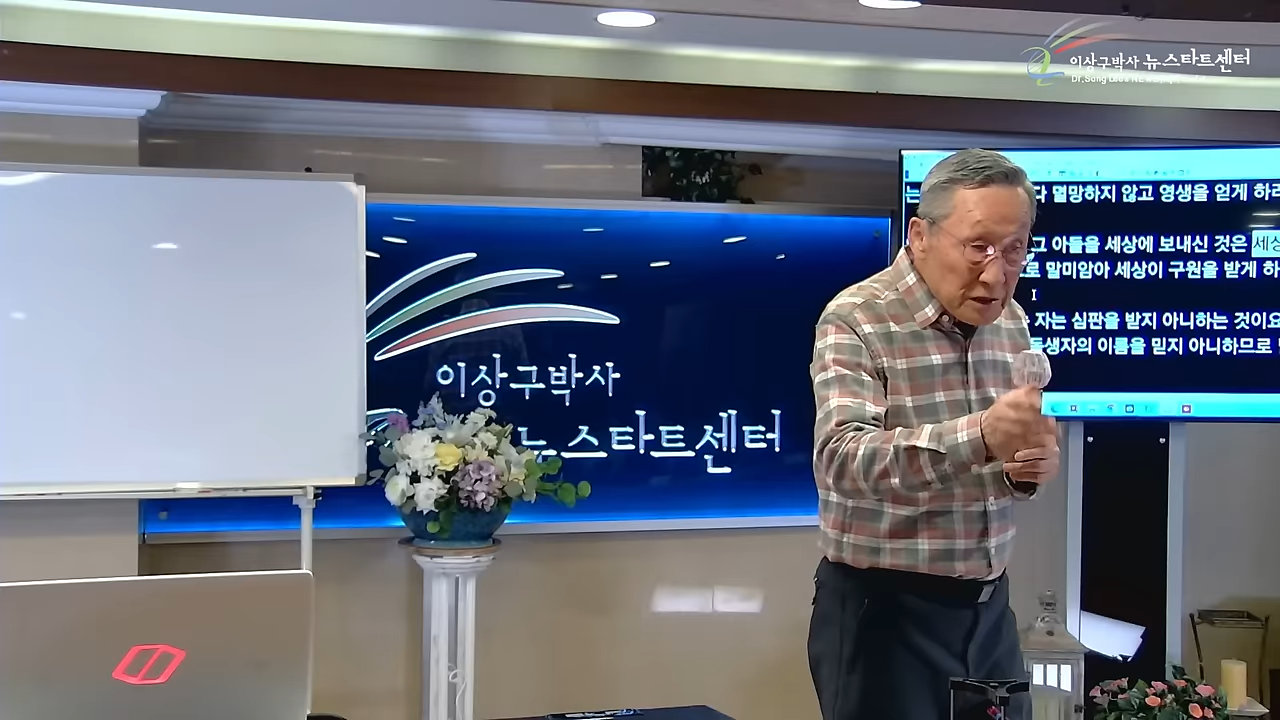 이상구박사 뉴스타트센터
는
다 멸망하지 않고 영생을 얻게 하려
그 아들을 세상에 보내신 것은 세상
로 말미암아 세상이 구원을 받게 하
자는 심판을 받지 아니하는 것이요
독생자의 이름을 믿지 아니하므로
이상구박사
뉴스타트센터